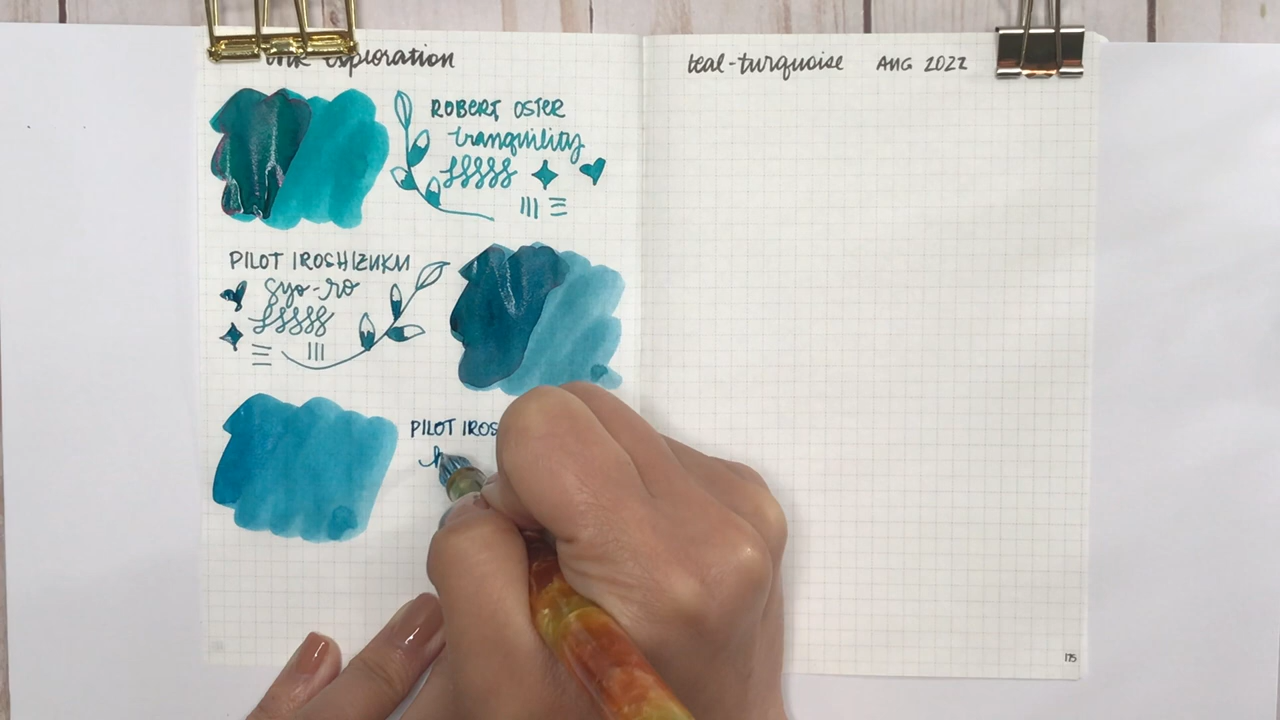 ink exploration
teal-turquoise AUG 2022
ROBERT OSTER
tranquility
PILOT IROSHIZUKU
syo-ro
PILOT IROS
175